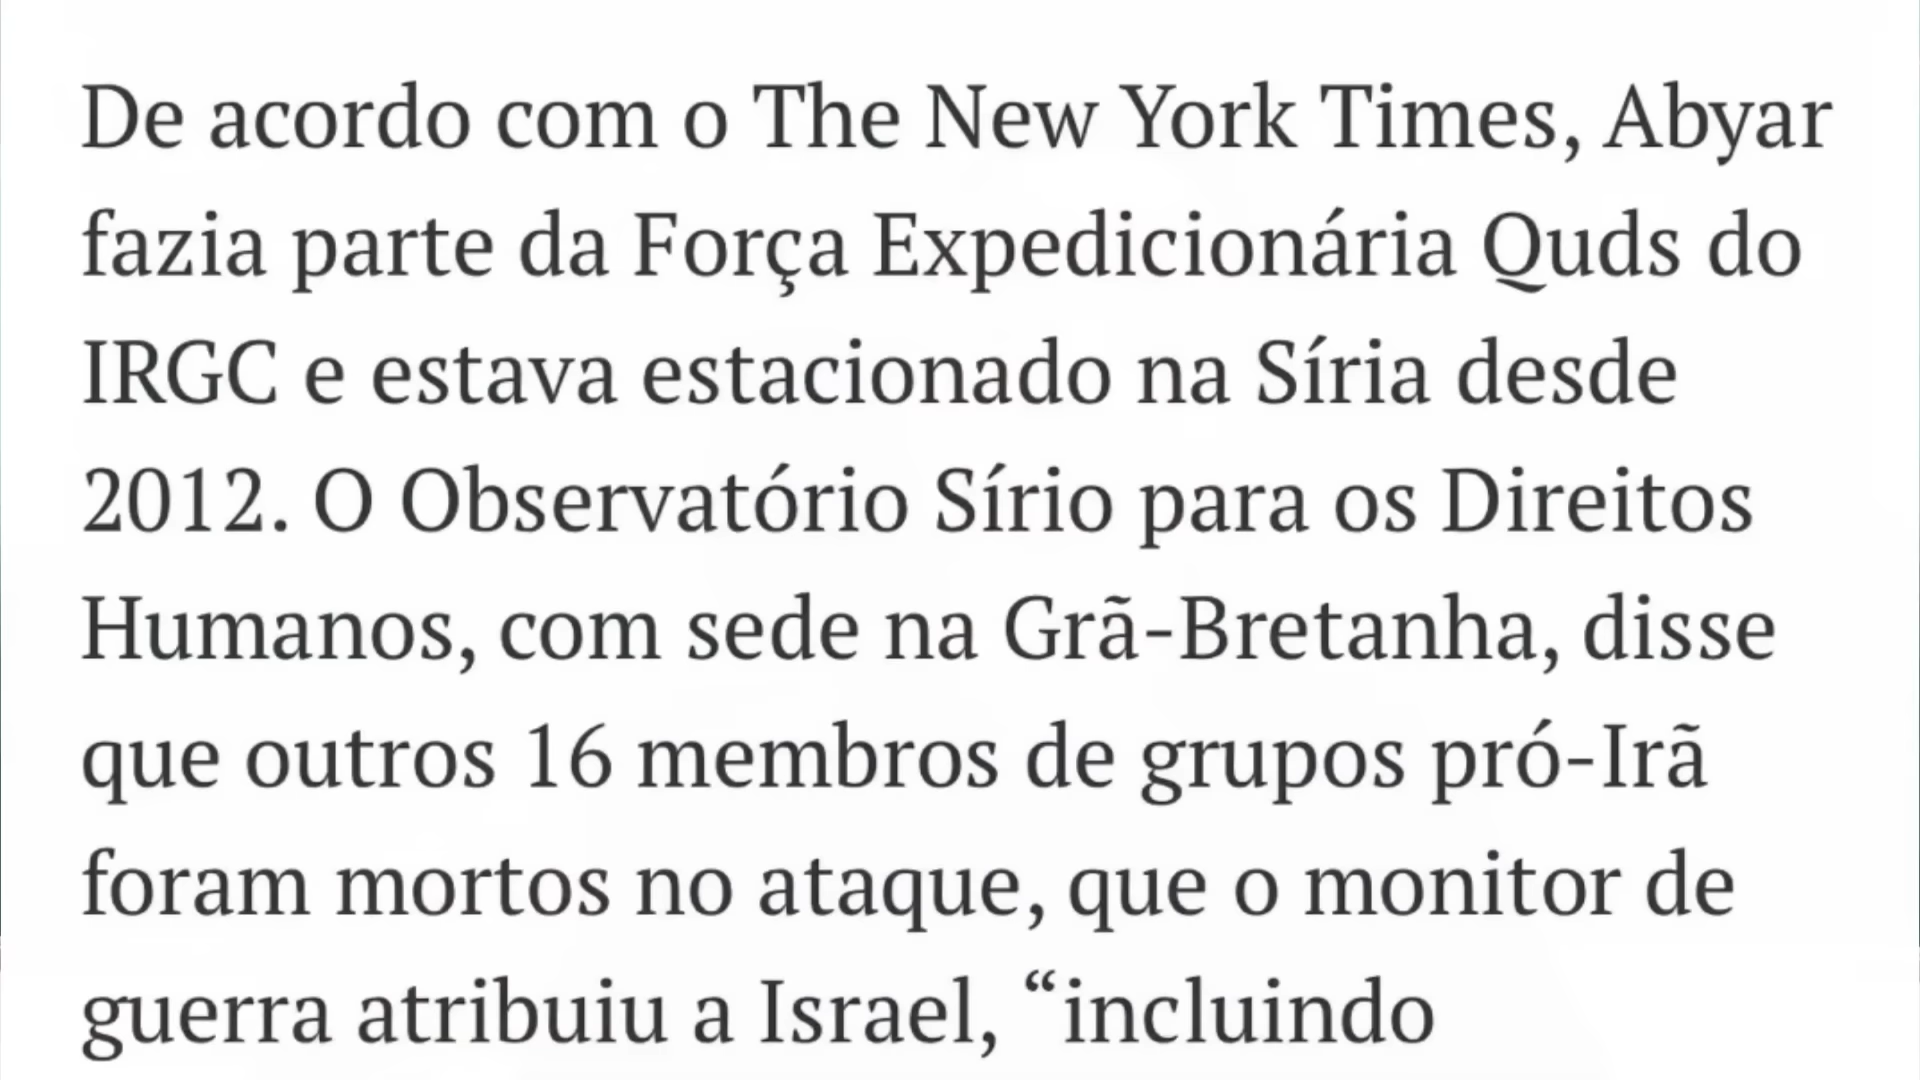 De acordo com o The New York Times, Abyar
fazia parte da Força Expedicionária Quds do
IRGC e estava estacionado na Síria desde
2012. O Observatório Sírio para os Direitos
Humanos, com sede na Grã-Bretanha, disse
que outros 16 membros de grupos pró-Irã
foram mortos no ataque, que o monitor de
guerra atribuiu a Israel, “incluindo